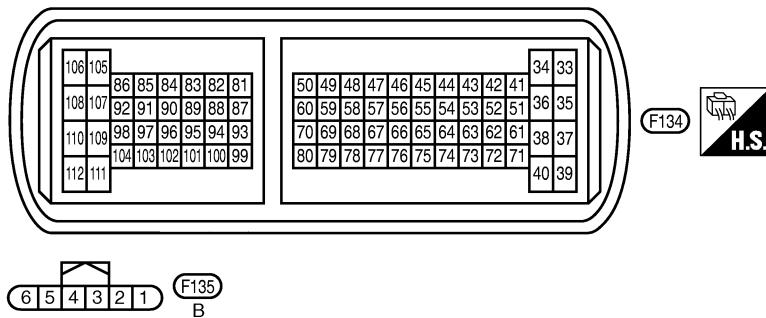 106 105 34 33
86 85 84 83 82 81 50 49 48 47 46 45 44 43 42 41
108 107 92 91 90 89 88 87 60 59 58 57 56 55 54 53 52 51 36 35
110 109 98 97 96 95 94 93 70 69 68 67 66 65 64 63 62 61 38 37
104 103 102 101 100 99 80 79 78 77 76 75 74 73 72 71
112 111 40 39
F134
H.S.
6 5 4 3 2 1
F135
B